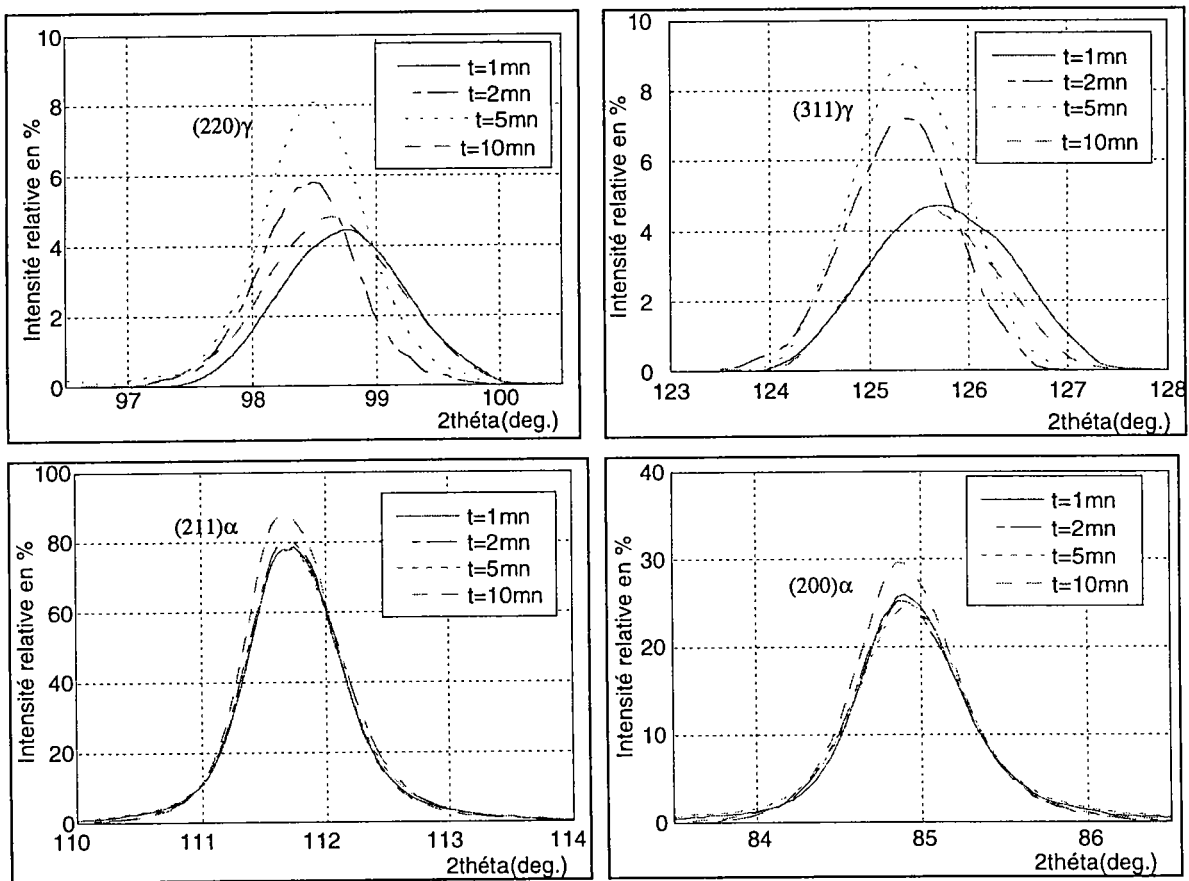 Intensité relative en %
10
8
6
4
2
0
(220)γ
t=1mn
t=2mn
t=5mn
t=10mn
97
98
99
100
2théta(deg.)
Intensité relative en %
10
8
6
4
2
0
(311)γ
t=1mn
t=2mn
t=5mn
t=10mn
123
124
125
126
127
128
2théta(deg.)
Intensité relative en %
100
80
60
40
20
0
(211)α
t=1mn
t=2mn
t=5mn
t=10mn
110
111
112
113
114
2théta(deg.)
Intensité relative en %
40
30
20
10
0
(200)α
t=1mn
t=2mn
t=5mn
t=10mn
84
85
86
2théta(deg.)